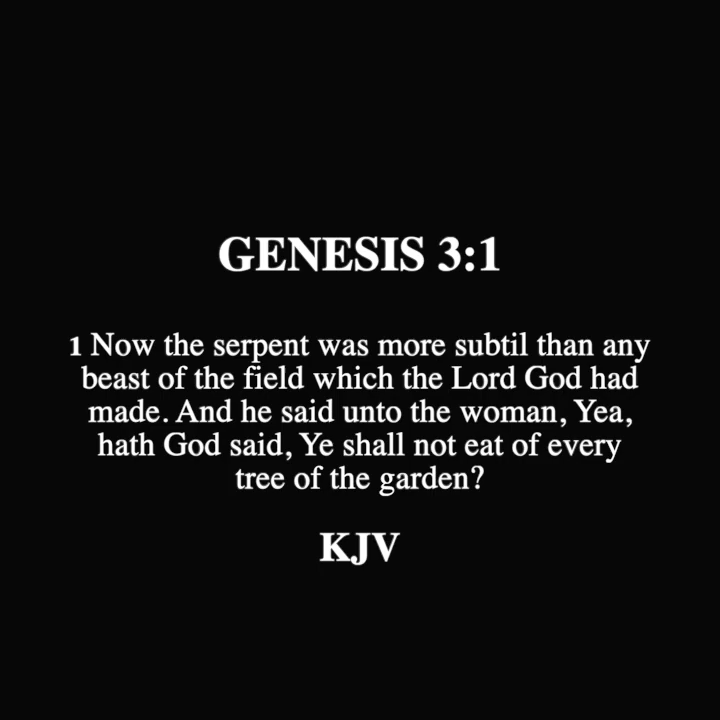 GENESIS 3:1
1 Now the serpent was more subtil than any
beast of the field which the Lord God had
made. And he said unto the woman, Yea,
hath God said, Ye shall not eat of every
tree of the garden?
KJV